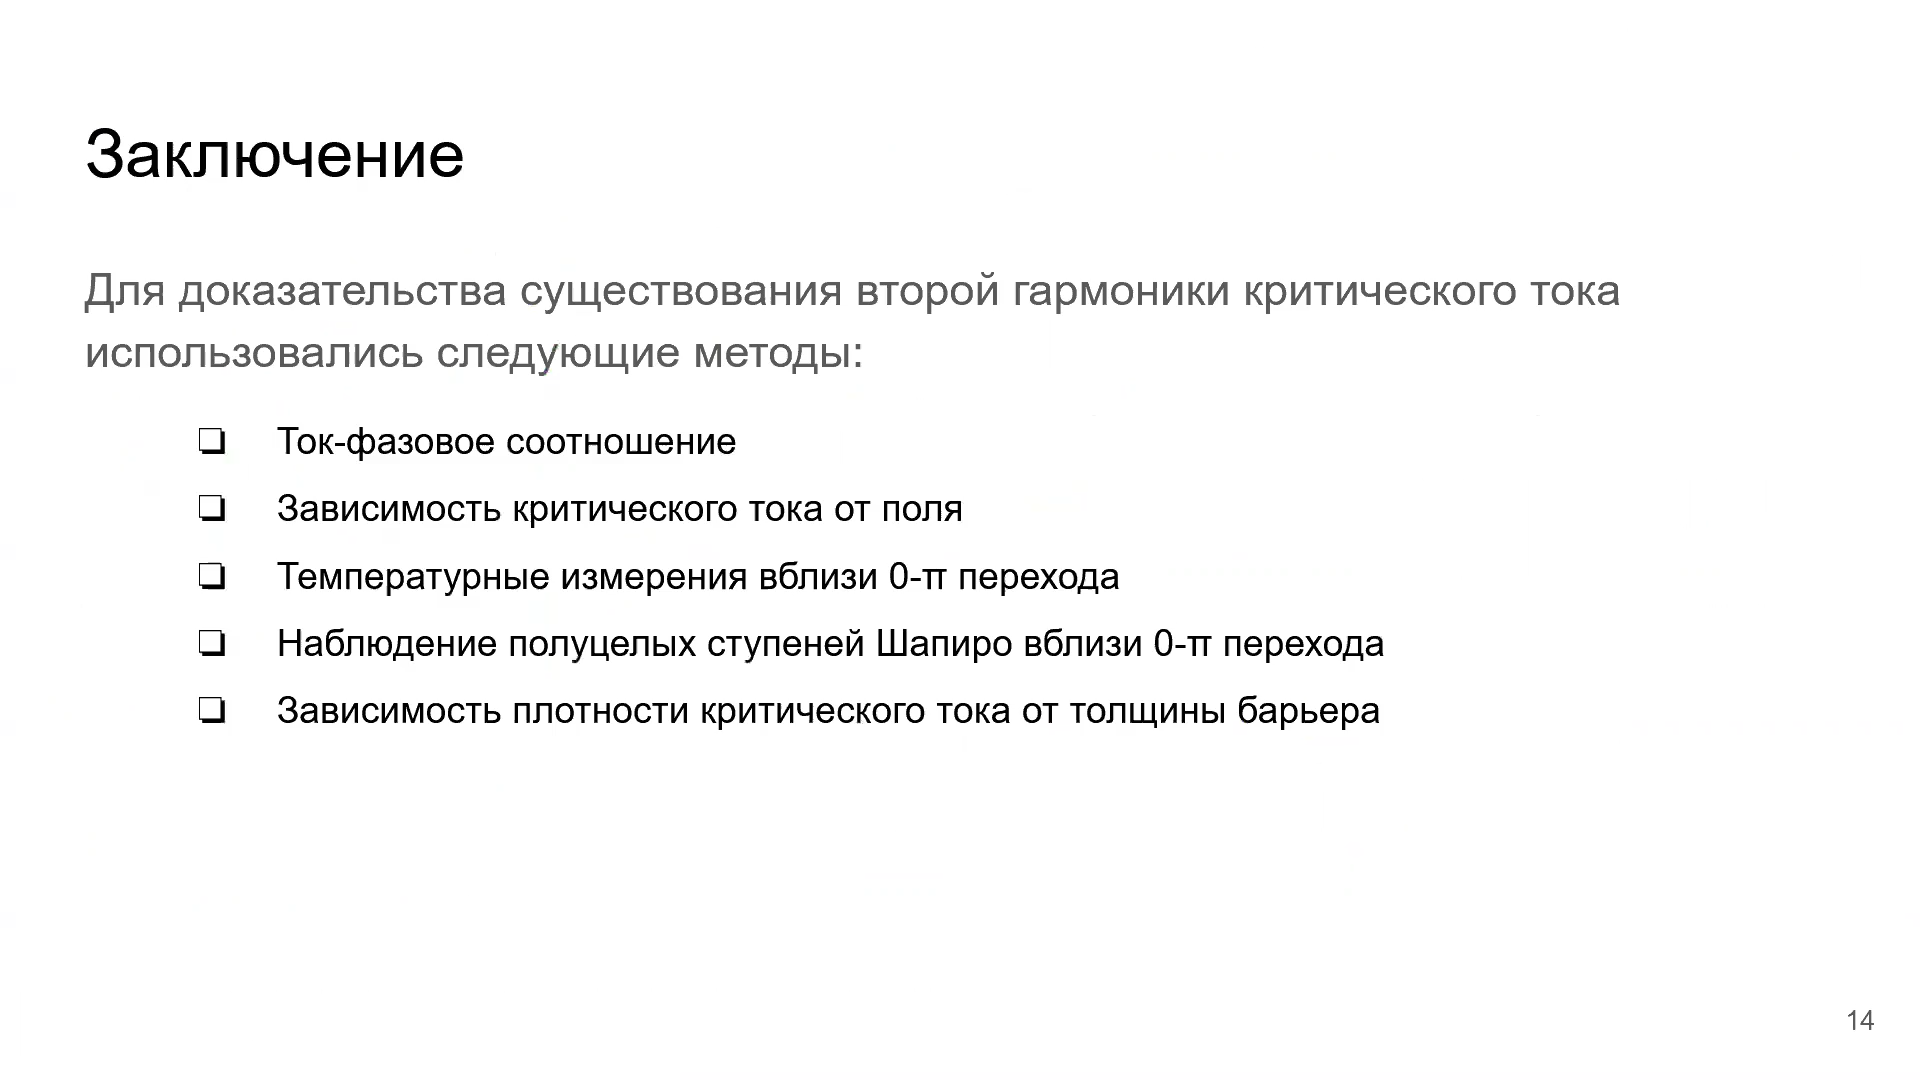 Заключение
Для доказательства существования второй гармоники критического тока
использовались следующие методы:
❏ Ток-фазовое соотношение
❏ Зависимость критического тока от поля
❏ Температурные измерения вблизи 0-π перехода
❏ Наблюдение полуцелых ступеней Шапиро вблизи 0-π перехода
❏ Зависимость плотности критического тока от толщины барьера
14